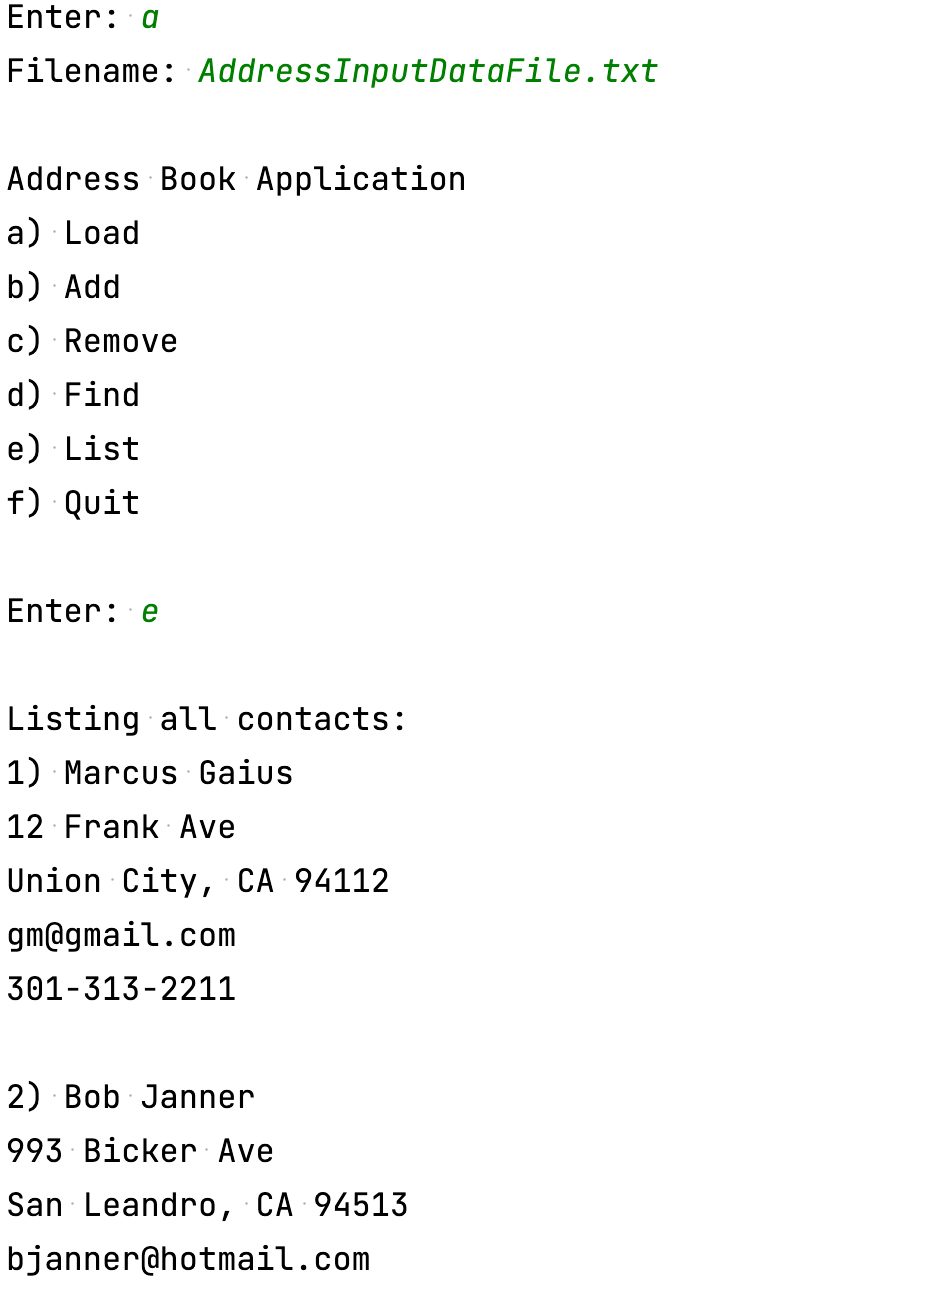 Enter: a
Filename: AddressInputDataFile.txt
Address Book Application
a) Load
b) Add
c) Remove
d) Find
e) List
f) Quit
Enter: e
Listing all contacts:
1) Marcus Gaius
12 Frank Ave
Union City, CA 94112
gm@gmail.com
301-313-2211
2) Bob Janner
993 Bicker Ave
San Leandro, CA 94513
bjanner@hotmail.com